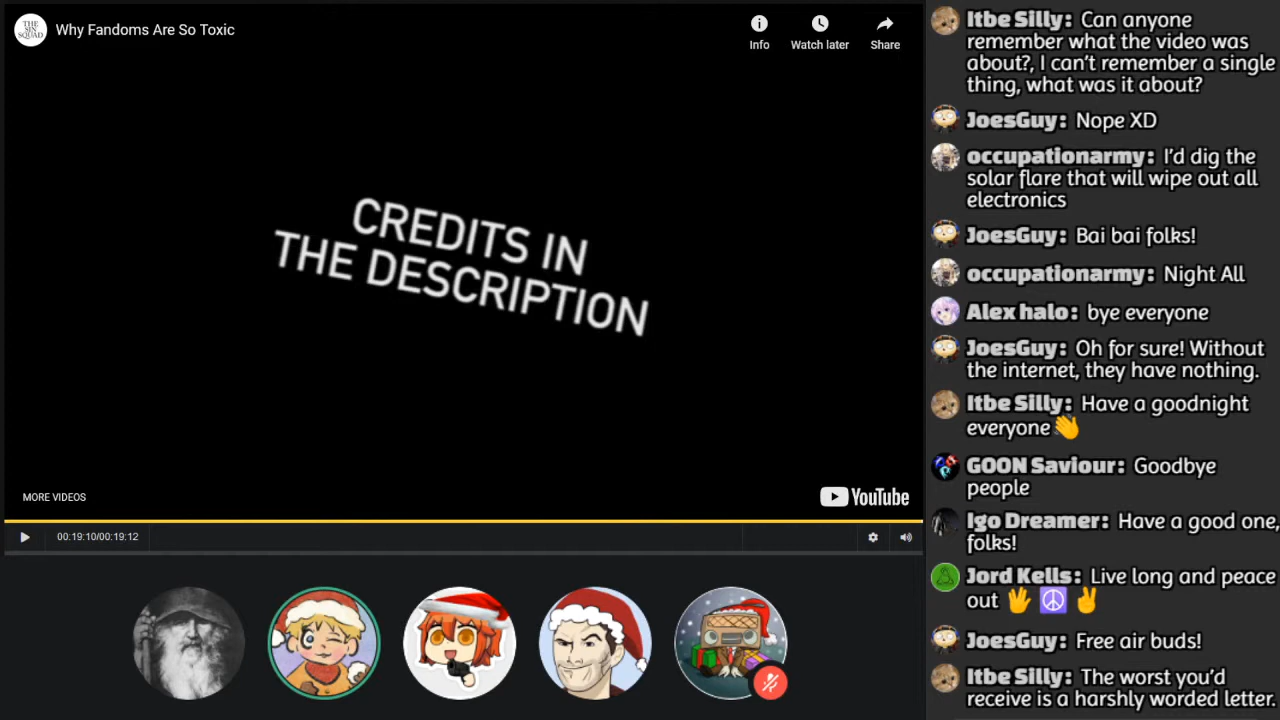 THE SIN SQUAD
Why Fandoms Are So Toxic
Info
Watch later
Share
CREDITS IN
THE DESCRIPTION
MORE VIDEOS
YouTube
00:19:10/00:19:12
Itbe Silly: Can anyone
remember what the video was
about?, I can't remember a single
thing, what was it about?
JoesGuy: Nope XD
occupationarmy: I'd dig the
solar flare that will wipe out all
electronics
JoesGuy: Bai bai folks!
occupationarmy: Night All
Alex halo: bye everyone
JoesGuy: Oh for sure! Without
the internet, they have nothing.
Itbe Silly: Have a goodnight
everyone👋
GOON Saviour: Goodbye
people
Igo Dreamer: Have a good one,
folks!
Jord Kells: Live long and peace
out 🖖 ☮️ ✌️
JoesGuy: Free air buds!
Itbe Silly: The worst you'd
receive is a harshly worded letter.